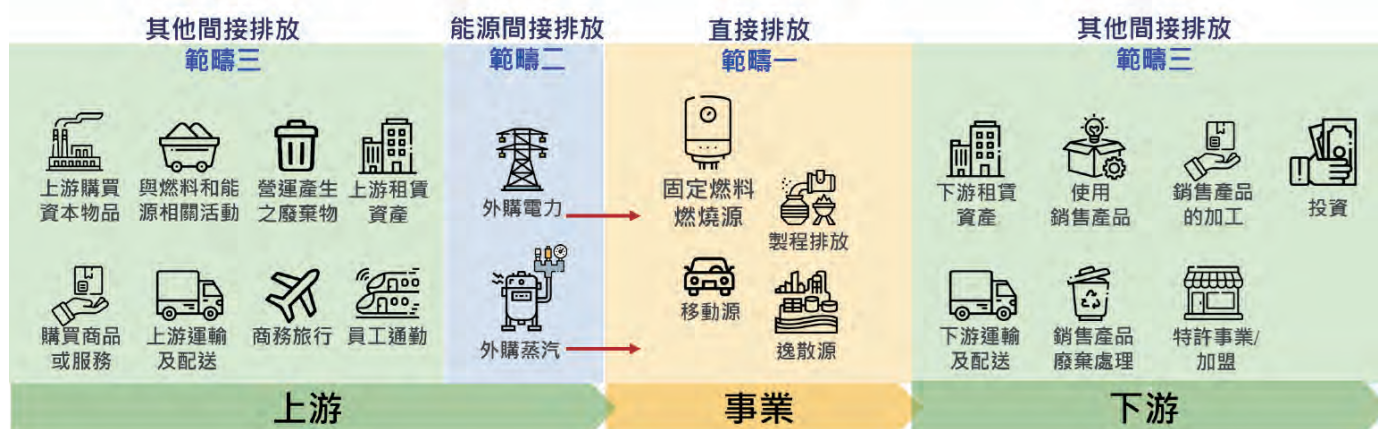 其他間接排放
範疇三
能源間接排放
範疇二
直接排放
範疇一
其他間接排放
範疇三
上游購買
資本物品
與燃料和能
源相關活動
營運產生
之廢棄物
上游租賃
資產
購買商品
或服務
上游運輸
及配送
商務旅行
員工通勤
外購電力
外購蒸汽
固定燃料
燃燒源
製程排放
移動源
逸散源
下游租賃
資產
使用
銷售產品
銷售產品
的加工
投資
下游運輸
及配送
銷售產品
廢棄處理
特許事業/
加盟
上游
事業
下游